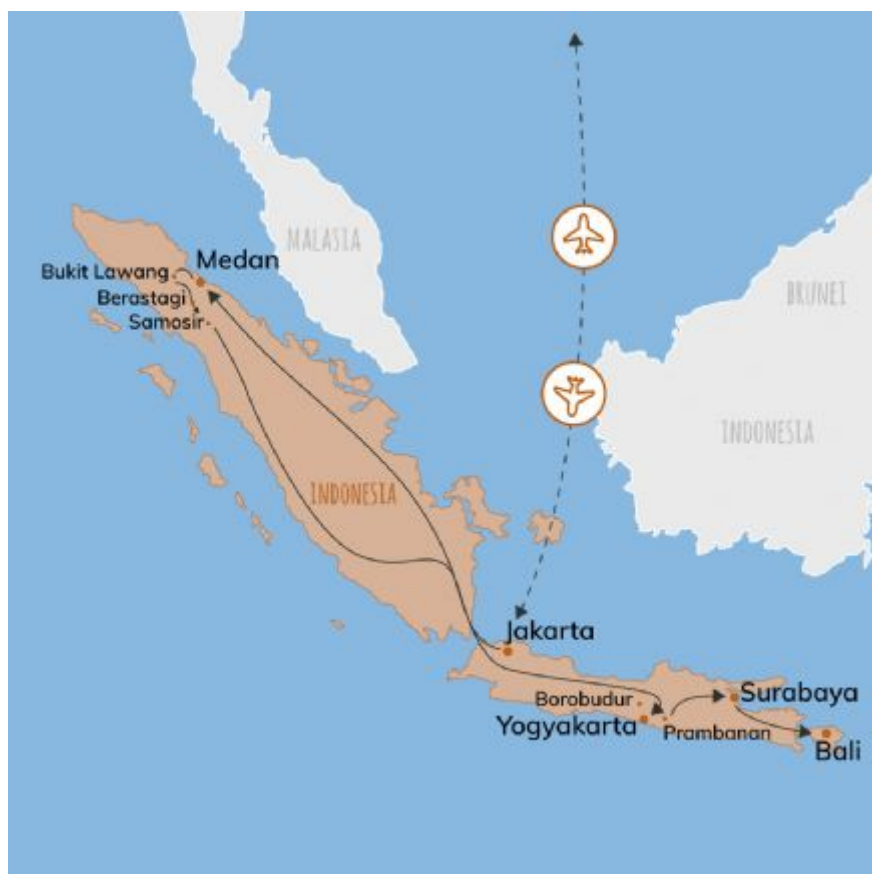 MALASIA
Medan
Bukit Lawang
Berastagi
Samosir
BRUNEI
INDONESIA
INDONESIA
Jakarta
Borobudur
Surabaya
Yogyakarta
Prambanan
Bali